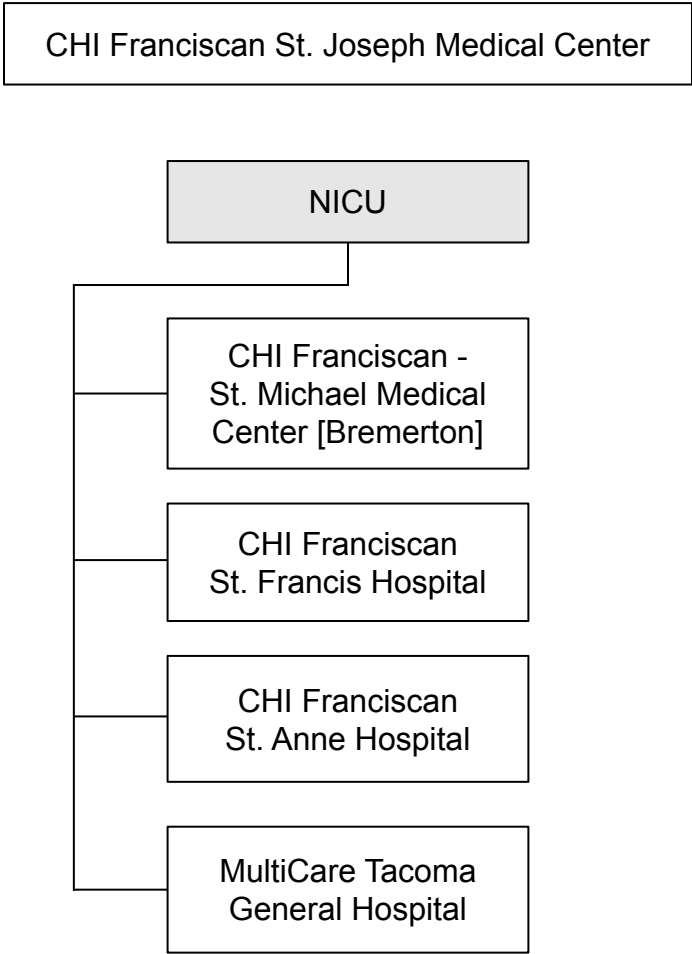 CHI Franciscan St. Joseph Medical Center
NICU
CHI Franciscan -
St. Michael Medical
Center [Bremerton]
CHI Franciscan
St. Francis Hospital
CHI Franciscan
St. Anne Hospital
MultiCare Tacoma
General Hospital